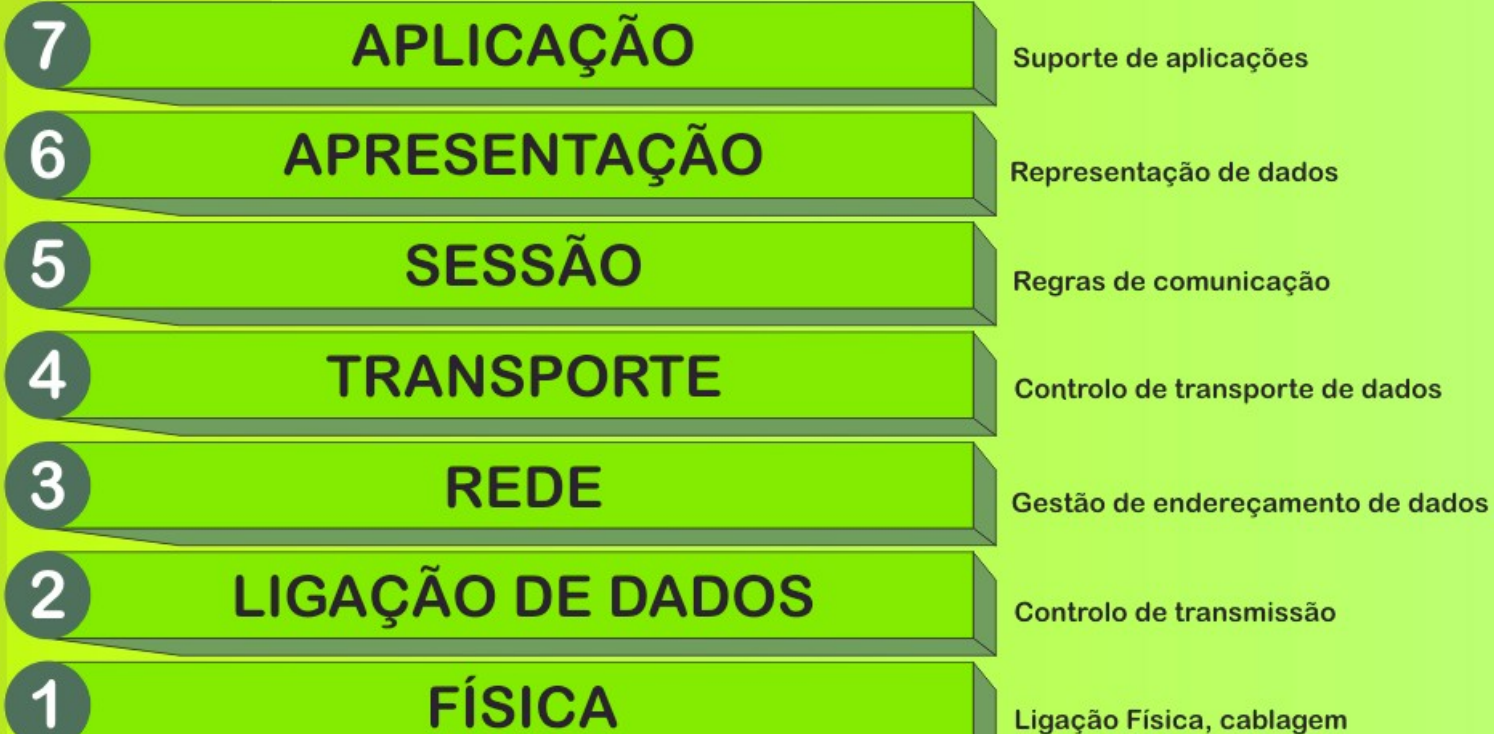 7 APLICAÇÃO Suporte de aplicações
6 APRESENTAÇÃO Représentação de dados
5 SESSÃO Regras de comunicação
4 TRANSPORTE Controlo de transporte de dados
3 REDE Gestão de endereçamento de dados
2 LIGAÇÃO DE DADOS Controlo de transmissão
1 FÍSICA Ligação Física, cablagem